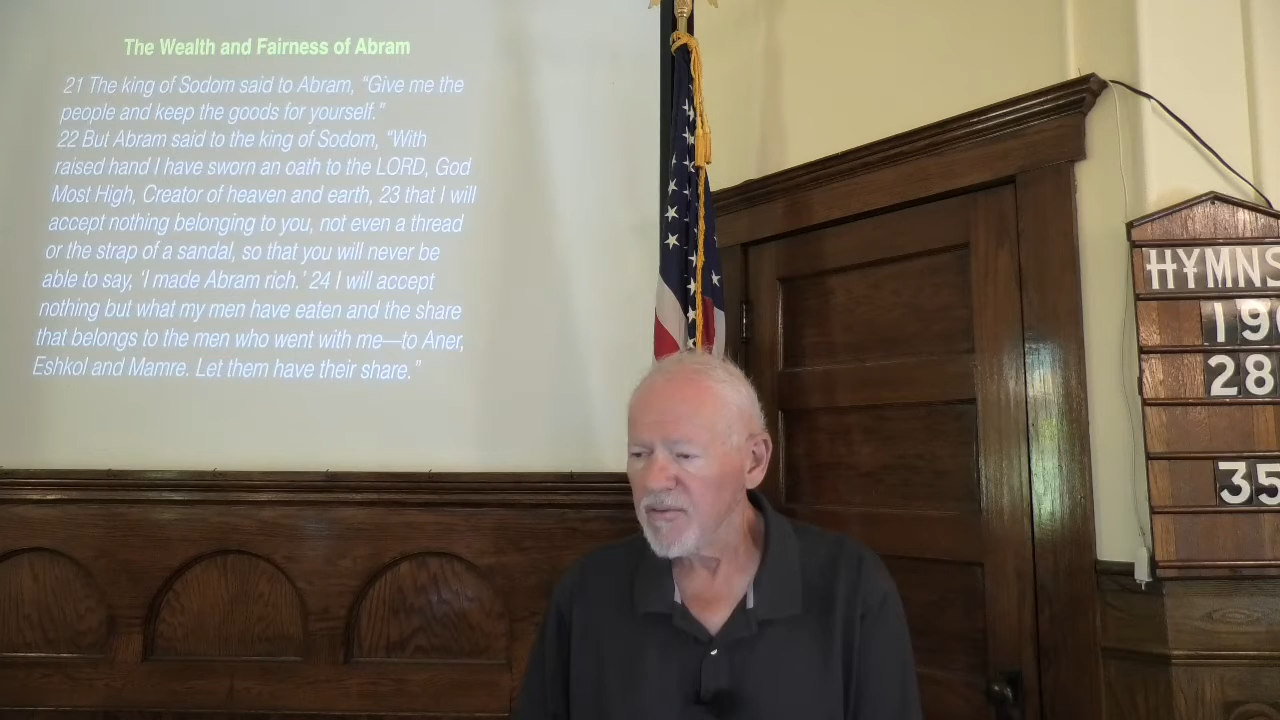 The Wealth and Fairness of Abram
21 The king of Sodom said to Abram, “Give me the
people and keep the goods for yourself.”
22 But Abram said to the king of Sodom, “With
raised hand I have sworn an oath to the LORD, God
Most High, Creator of heaven and earth, 23 that I will
accept nothing belonging to you, not even a thread
or the strap of a sandal, so that you will never be
able to say, ‘I made Abram rich.’ 24 I will accept
nothing but what my men have eaten and the share
that belongs to the men who went with me—to Aner,
Eshkol and Mamre. Let them have their share.”
HYMNS
19
28
35